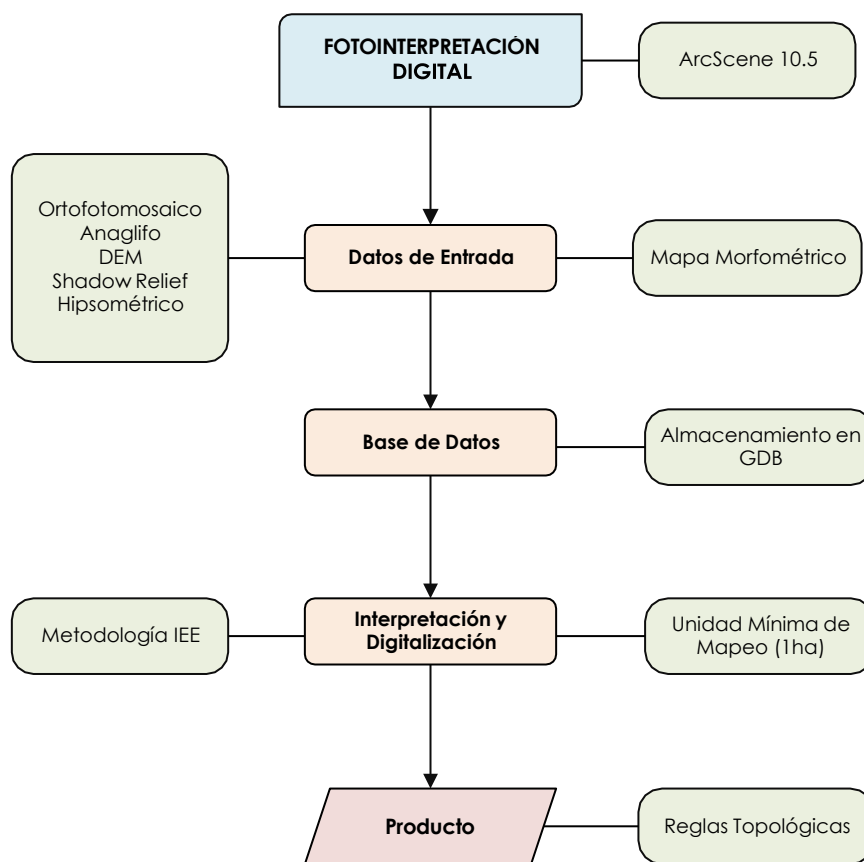 FOTOINTERPRETACIÓN
DIGITAL
ArcScene 10.5
Ortofotomosaico
Anaglifo
DEM
Shadow Relief
Hipsométrico
Datos de Entrada
Mapa Morfométrico
Base de Datos
Almacenamiento en
GDB
Metodología IEE
Interpretación y
Digitalización
Unidad Mínima de
Mapeo (1ha)
Producto
Reglas Topológicas